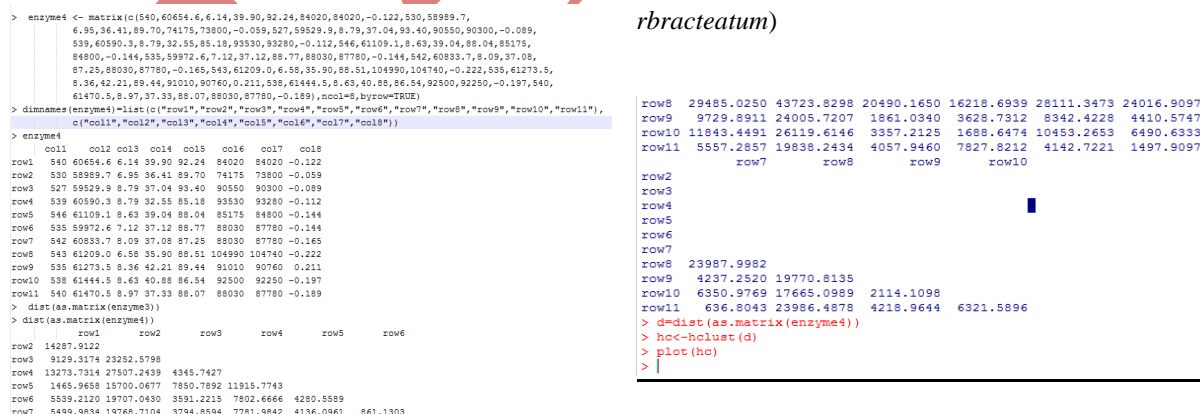 > enzyme4 <- matrix(c(540,60654.6,6.14,39.90,92.24,84020,84020,-0.122,530,58989.7,
6.95,36.41,89.70,74175,73800,-0.059,527,59529.9,8.79,37.04,93.40,90550,90300,-0.089,
539,60590.3,8.79,32.55,85.18,93530,93280,-0.112,546,61109.1,8.63,39.04,88.04,85175,
84800,-0.144,535,59972.6,7.12,37.12,88.77,88030,87780,-0.144,542,60833.7,8.09,37.08,
87.25,88030,87780,-0.165,543,61209.0,6.58,35.90,88.51,104990,104740,-0.222,535,61273.5,
8.36,42.21,89.44,91010,90760,0.211,538,61444.5,8.63,40.88,86.54,92500,92250,-0.197,540,
61470.5,8.97,37.33,88.07,88030,87780,-0.189),ncol=8,byrow=TRUE)
> dimnames(enzyme4)=list(c("row1","row2","row3","row4","row5","row6","row7","row8","row9","row10","row11"),
c("col1","col2","col3","col4","col5","col6","col7","col8"))
> enzyme4
col1 col2 col3 col4 col5 col6 col7 col8
row1 540 60654.6 6.14 39.90 92.24 84020 84020 -0.122
row2 530 58989.7 6.95 36.41 89.70 74175 73800 -0.059
row3 527 59529.9 8.79 37.04 93.40 90550 90300 -0.089
row4 539 60590.3 8.79 32.55 85.18 93530 93280 -0.112
row5 546 61109.1 8.63 39.04 88.04 85175 84800 -0.144
row6 535 59972.6 7.12 37.12 88.77 88030 87780 -0.144
row7 542 60833.7 8.09 37.08 87.25 88030 87780 -0.165
row8 543 61209.0 6.58 35.90 88.51 104990 104740 -0.222
row9 535 61273.5 8.36 42.21 89.44 91010 90760 0.211
row10 538 61444.5 8.63 40.88 86.54 92500 92250 -0.197
row11 540 61470.5 8.97 37.33 88.07 88030 87780 -0.189
> dist(as.matrix(enzyme3))
> dist(as.matrix(enzyme4))
row1 row2 row3 row4 row5 row6
row2 14287.9122
row3 9129.3174 23252.5798
row4 13273.7314 27507.2439 4345.7427
row5 1465.9658 15700.0677 7850.7892 11915.7743
row6 5539.2120 19707.0430 3591.2215 7802.6666 4280.5589
row7 5499.9834 19768.7104 3794.8594 7781.9842 4136.0961 861.1303
rbracteatum)
row8 29485.0250 43723.8298 20490.1650 16218.6939 28111.3473 24016.9097
row9 9729.8911 24005.7207 1861.0340 3628.7312 8342.4228 4410.5747
row10 11843.4491 26119.6146 3357.2125 1688.6474 10453.2653 6490.6333
row11 5557.2857 19838.2434 4057.9460 7827.8212 4142.7221 1497.9097
row7 row8 row9 row10
row2
row3
row4
row5
row6
row7
row8 23987.9982
row9 4237.2520 19770.8135
row10 6350.9769 17665.0989 2114.1098
row11 636.8043 23986.4878 4218.9644 6321.5896
> d=dist(as.matrix(enzyme4))
> hc<-hclust(d)
> plot(hc)
>